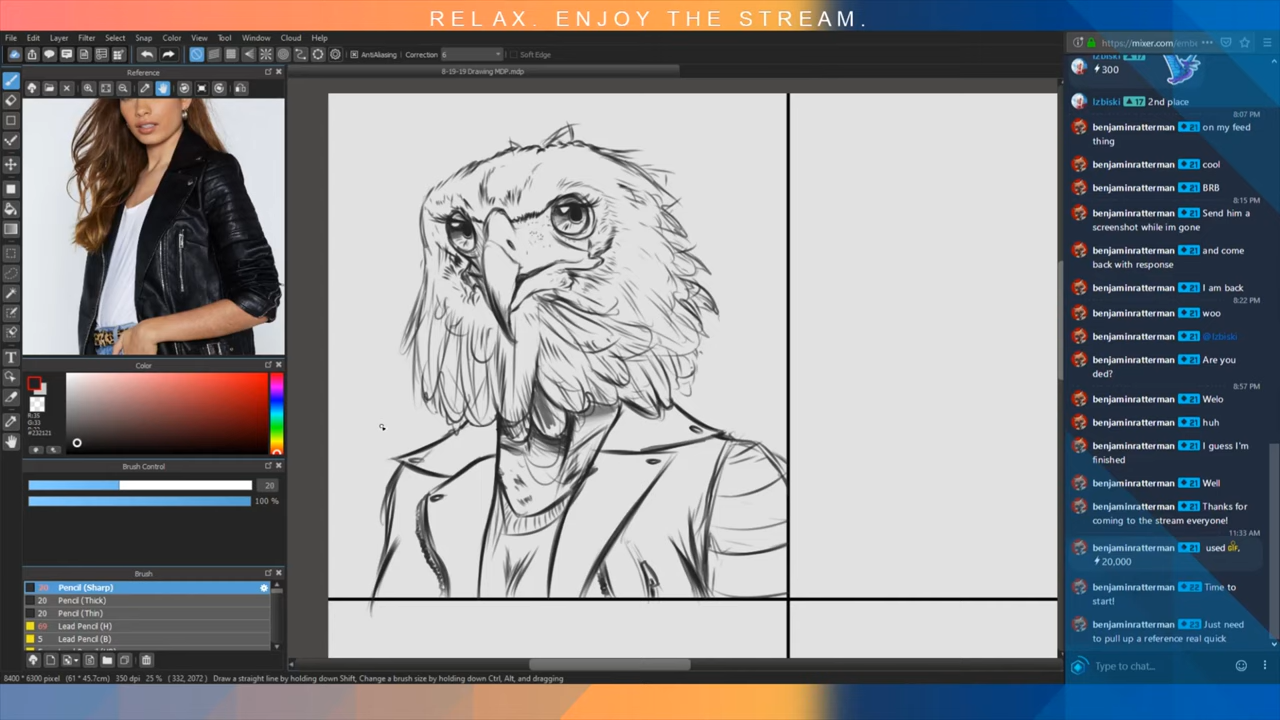 RELAX. ENJOY THE STREAM.
File Edit Layer Filter Select Snap Color Tool Window Cloud Help
AntiAliasing Correction 6 Soft Edge
Reference
8-19-19 Drawing MDP.mdp
Color
R:35
G:33
#232121
Brush Control
20
100 %
Brush
20 Pencil (Sharp)
20 Pencil (Thick)
20 Pencil (Thin)
69 Lead Pencil (H)
5 Lead Pencil (B)
8400 * 6300 pixel (61 * 45.7cm) 350 dpi 25 % ( 332, 2072 ) Draw a straight line by holding down Shift, Change a brush size by holding down Ctrl, Alt, and dragging
https://mixer.com/embe
Izbiski 17
300
Izbiski 17 2nd place
8:07 PM
benjaminratterman 21 on my feed
thing
benjaminratterman 21 cool
benjaminratterman 21 BRB
8:15 PM
benjaminratterman 21 Send him a
screenshot while im gone
benjaminratterman 21 and come
back with response
benjaminratterman 21 I am back
8:22 PM
benjaminratterman 21 woo
benjaminratterman 21 @Izbiski
benjaminratterman 21 Are you
ded?
8:57 PM
benjaminratterman 21 Welo
benjaminratterman 21 huh
benjaminratterman 21 I guess I'm
finished
benjaminratterman 21 Well
benjaminratterman 21 Thanks for
coming to the stream everyone!
11:33 AM
benjaminratterman 21 used
20,000
benjaminratterman 22 Time to
start!
benjaminratterman 23 Just need
to pull up a reference real quick
Type to chat...